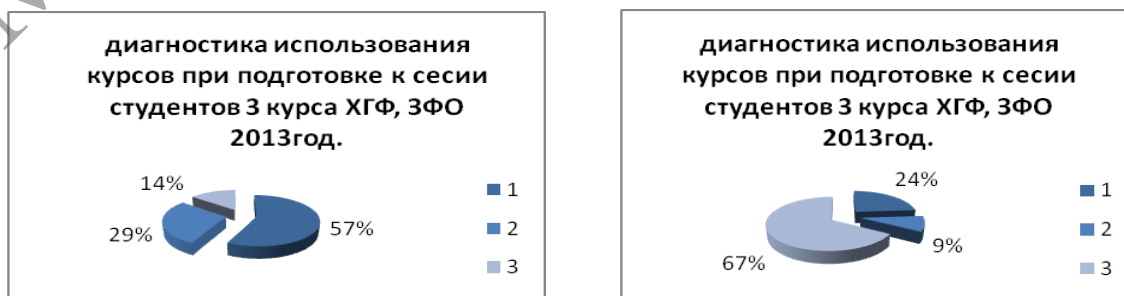 диагностика использования
курсов при подготовке к сесии
студентов 3 курса ХГФ, ЗФО
2013год.
14%
29%
57%
1
2
3
диагностика использования
курсов при подготовке к сесии
студентов 3 курса ХГФ, ЗФО
2013год.
24%
9%
67%
1
2
3